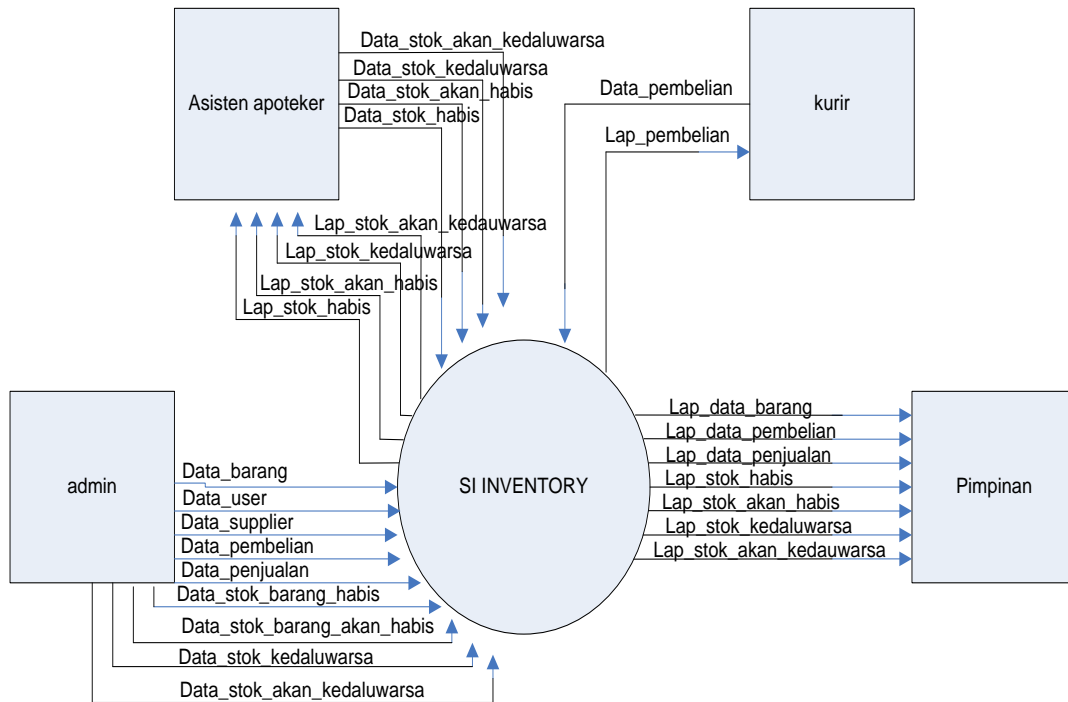 Asisten apoteker
Data_stok_akan_kedaluwarsa
Data_stok_kedaluwarsa
Data_stok_akan_habis
Data_stok_habis
Data_pembelian
kurir
Lap_pembelian
Lap_stok_akan_kedauwarsa
Lap_stok_kedaluwarsa
Lap_stok_akan_habis
Lap_stok_habis
admin
Data_barang
Data_user
Data_supplier
Data_pembelian
Data_penjualan
Data_stok_barang_habis
Data_stok_barang_akan_habis
Data_stok_kedaluwarsa
Data_stok_akan_kedaluwarsa
SI INVENTORY
Lap_data_barang
Lap_data_pembelian
Lap_data_penjualan
Lap_stok_habis
Lap_stok_akan_habis
Lap_stok_kedaluwarsa
Lap_stok_akan_kedauwarsa
Pimpinan